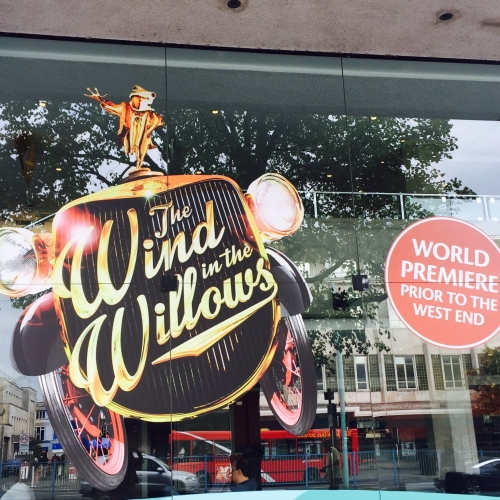 The
Wind
in the
Willows
WORLD
PREMIERE
PRIOR TO THE
WEST END